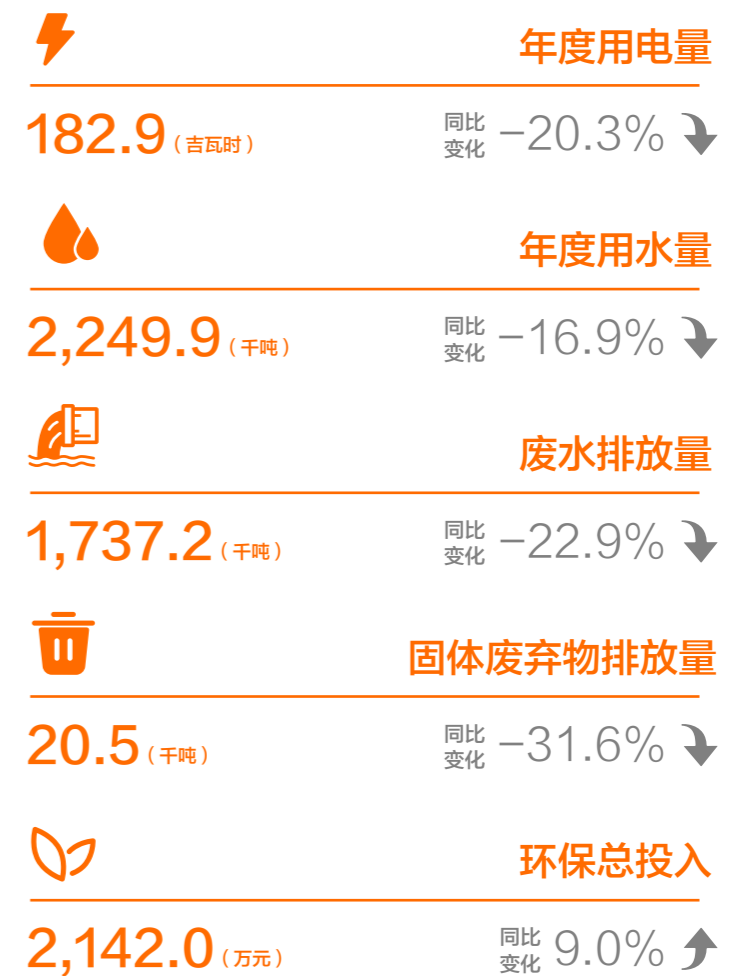 年度用电量
182.9（吉瓦时） 同比变化 −20.3%
年度用水量
2,249.9（千吨） 同比变化 −16.9%
废水排放量
1,737.2（千吨） 同比变化 −22.9%
固体废弃物排放量
20.5（千吨） 同比变化 −31.6%
环保总投入
2,142.0（万元） 同比变化 9.0%